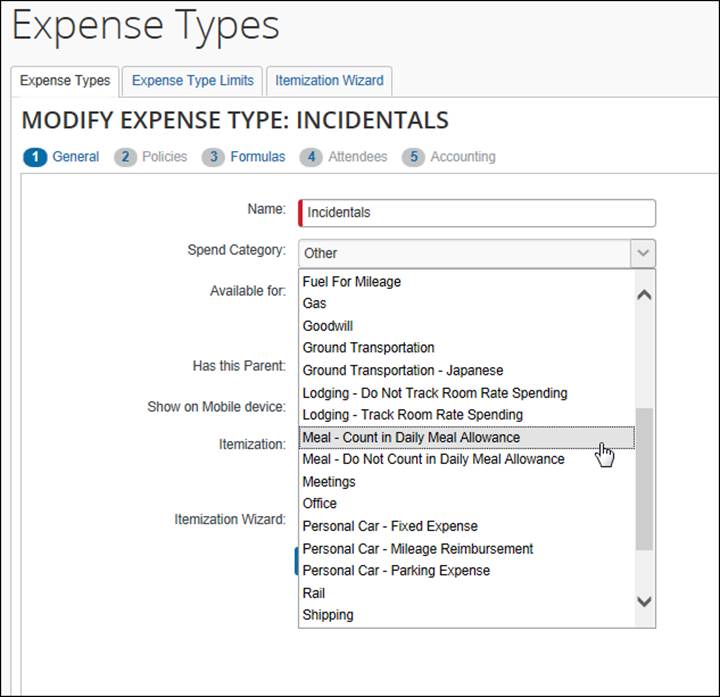 Expense Types
Expense Types Expense Type Limits Itemization Wizard
MODIFY EXPENSE TYPE: INCIDENTALS
1 General 2 Policies 3 Formulas 4 Attendees 5 Accounting
Name: Incidentals
Spend Category: Other
Available for:
Has this Parent:
Show on Mobile device:
Itemization:
Itemization Wizard:
Fuel For Mileage
Gas
Goodwill
Ground Transportation
Ground Transportation - Japanese
Lodging - Do Not Track Room Rate Spending
Lodging - Track Room Rate Spending
Meal - Count in Daily Meal Allowance
Meal - Do Not Count in Daily Meal Allowance
Meetings
Office
Personal Car - Fixed Expense
Personal Car - Mileage Reimbursement
Personal Car - Parking Expense
Rail
Shipping